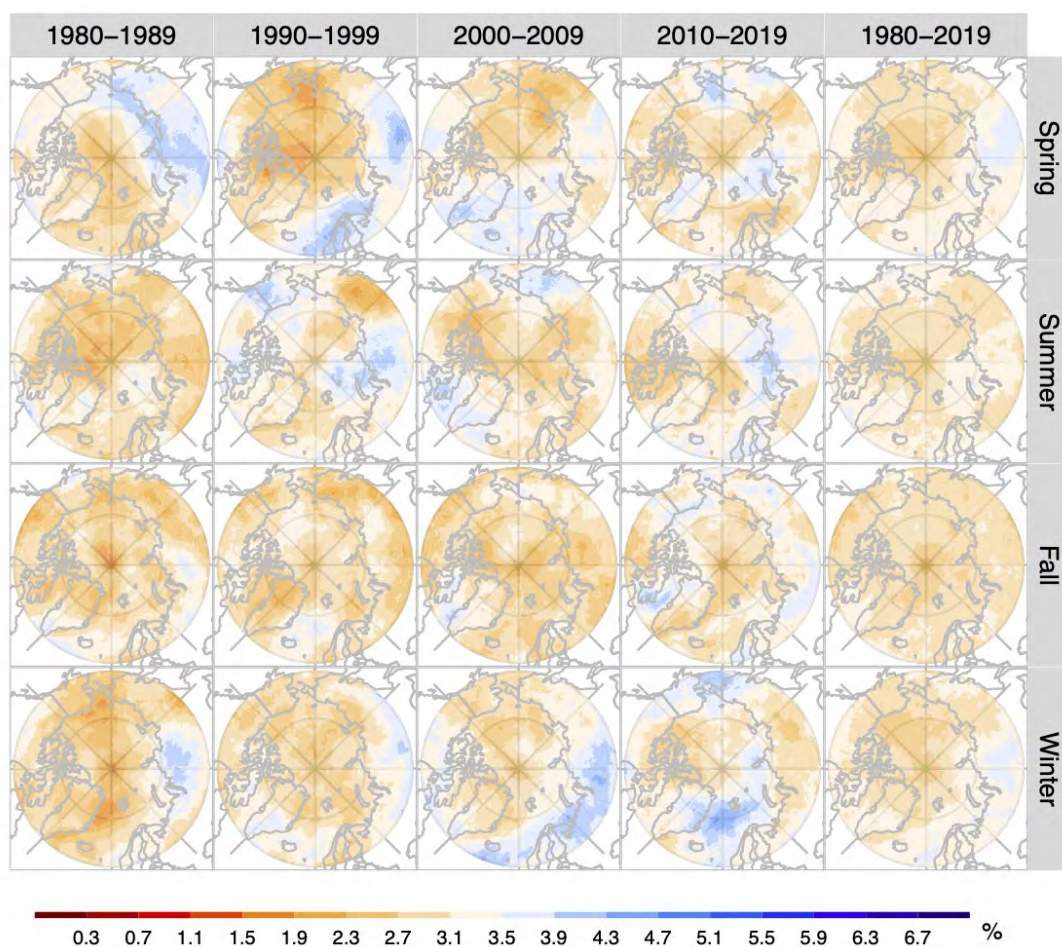 1980–1989 1990–1999 2000–2009 2010–2019 1980–2019
Spring
Summer
Fall
Winter
0.3 0.7 1.1 1.5 1.9 2.3 2.7 3.1 3.5 3.9 4.3 4.7 5.1 5.5 5.9 6.3 6.7 %